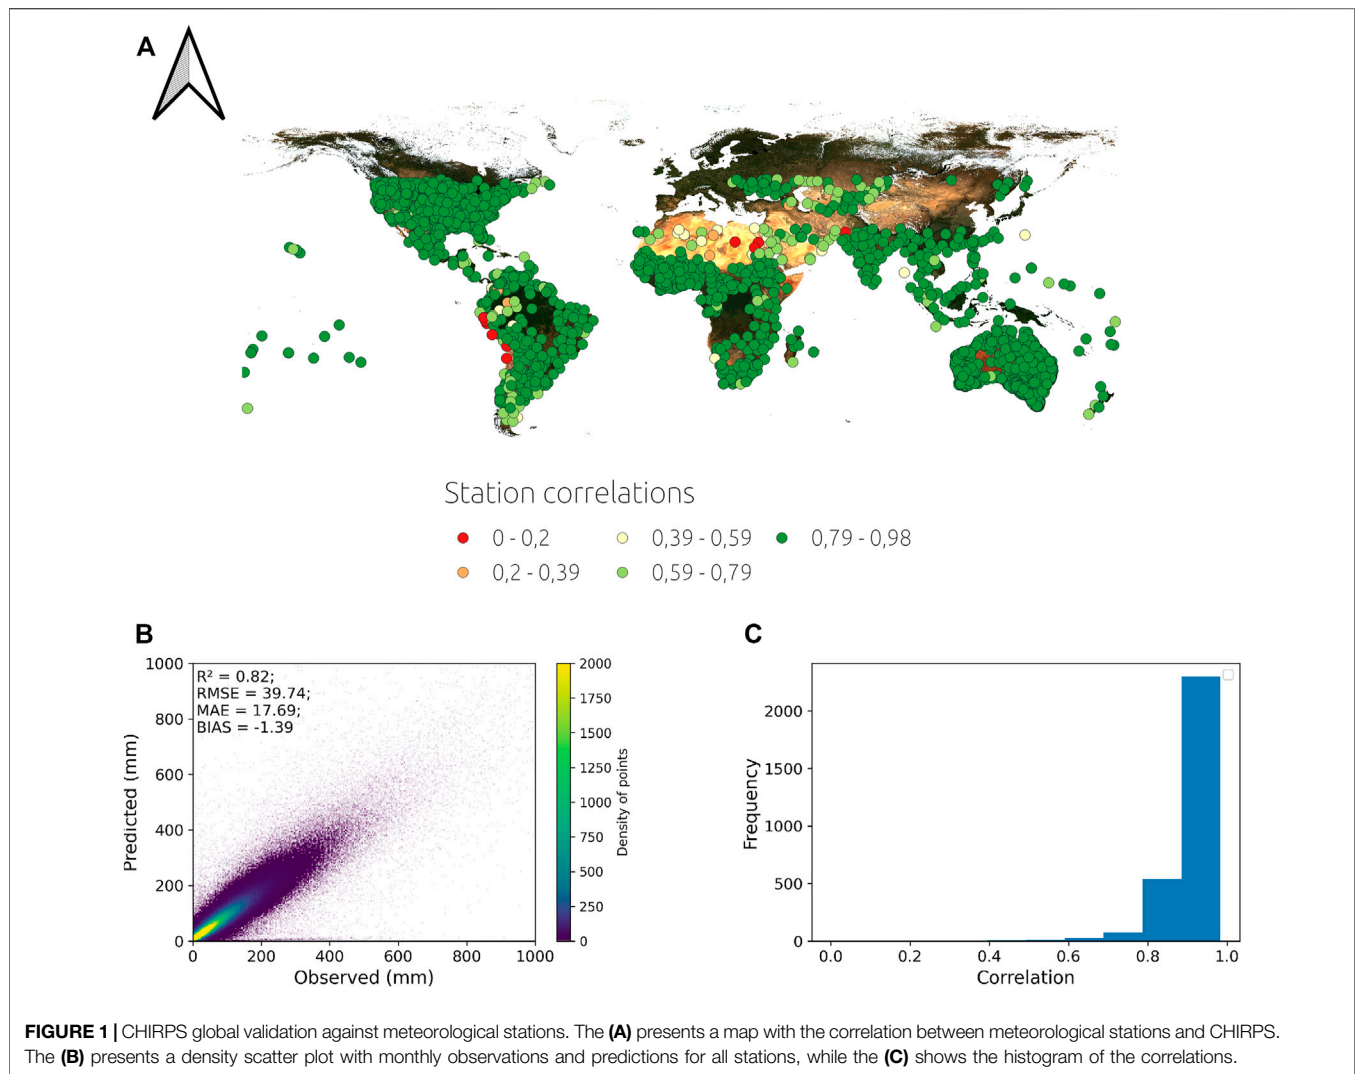 A
Station correlations
0 - 0,2
0,39 - 0,59
0,79 - 0,98
0,2 - 0,39
0,59 - 0,79
B
R² = 0.82;
RMSE = 39.74;
MAE = 17.69;
BIAS = -1.39
1000
800
600
400
200
0
Predicted (mm)
0 200 400 600 800 1000
Observed (mm)
2000
1750
1500
1250
1000
750
500
250
0
Density of points
C
2000
1500
1000
500
0
Frequency
0.0 0.2 0.4 0.6 0.8 1.0
Correlation
FIGURE 1 | CHIRPS global validation against meteorological stations. The (A) presents a map with the correlation between meteorological stations and CHIRPS.
The (B) presents a density scatter plot with monthly observations and predictions for all stations, while the (C) shows the histogram of the correlations.